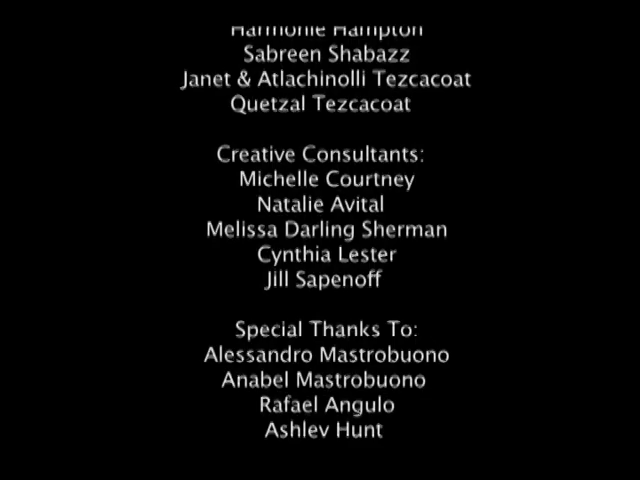 Harmonie Hampton
Sabreen Shabazz
Janet & Atlachinolli Tezcacoat
Quetzal Tezcacoat
Creative Consultants:
Michelle Courtney
Natalie Avital
Melissa Darling Sherman
Cynthia Lester
Jill Sapenoff
Special Thanks To:
Alessandro Mastrobuono
Anabel Mastrobuono
Rafael Angulo
Ashley Hunt